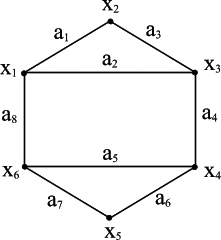 x₂
a₁ a₃
x₁ a₂ x₃
a₈ a₄
x₆ a₅ x₄
a₇ a₆
x₅